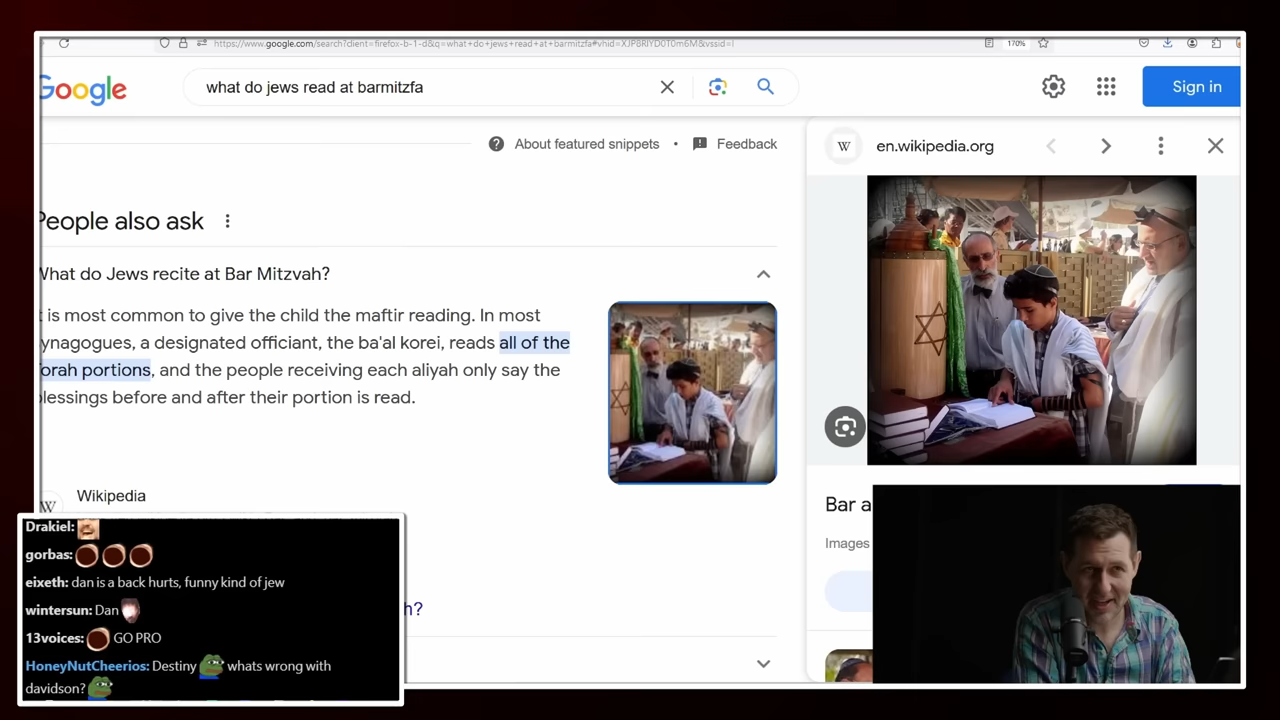 https://www.google.com/search?client=firefox-b-1-d&q=what+do+jews+read+at+barmitzfa#vhid=XJP8RlYD0T0m6M&vssid=l
170%
Google
what do jews read at barmitzfa
Sign in
About featured snippets • Feedback
People also ask
What do Jews recite at Bar Mitzvah?
t is most common to give the child the maftir reading. In most
ynagogues, a designated officiant, the ba'al korei, reads all of the
orah portions, and the people receiving each aliyah only say the
lessings before and after their portion is read.
W
Wikipedia
h?
W
en.wikipedia.org
Bar a
Images
Drakiel:
gorbas:
eixeth: dan is a back hurts, funny kind of jew
wintersun: Dan
13voices: GO PRO
HoneyNutCheerios: Destiny whats wrong with
davidson?